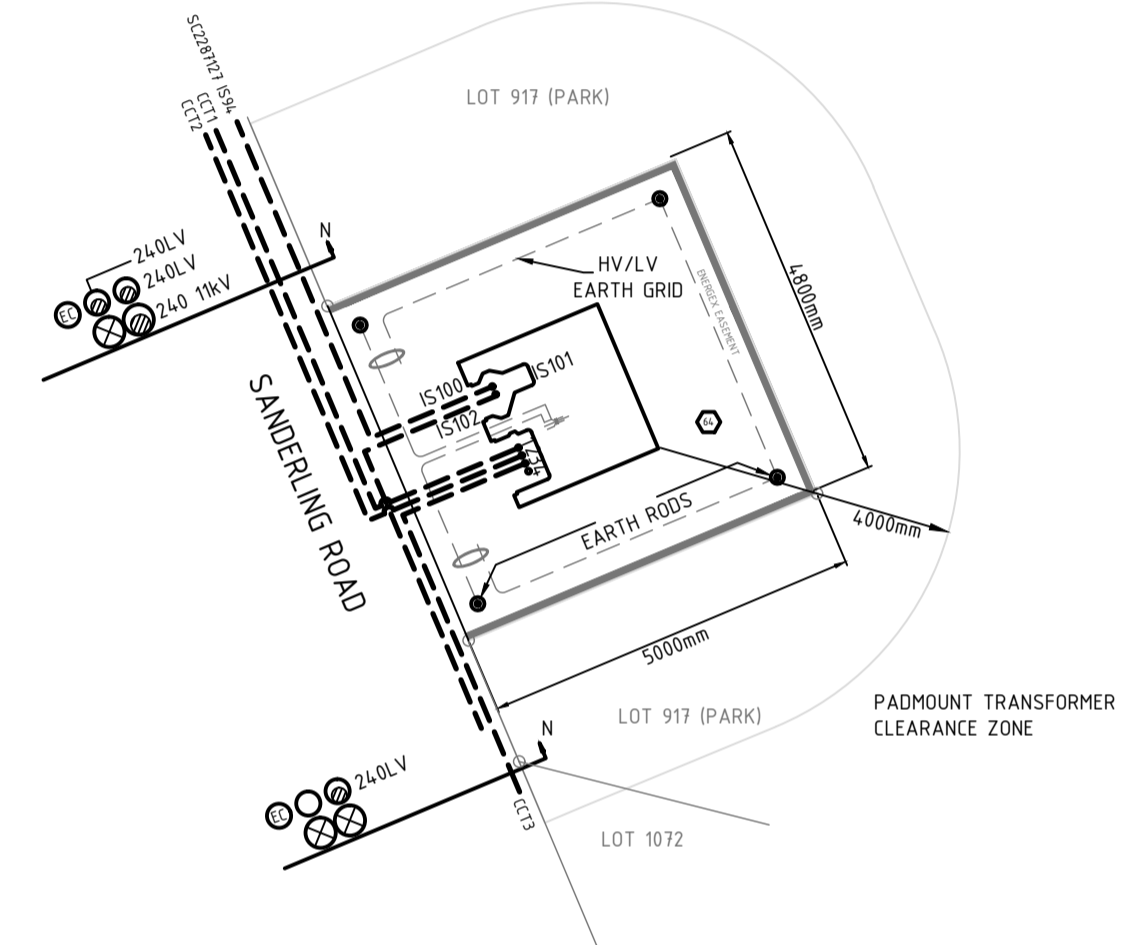 SC2287127 IS94
CCT1
CCT2
LOT 917 (PARK)
N
240LV
240LV
240 11kV
EC
HV/LV
EARTH GRID
ENERGEX EASEMENT
4800mm
IS100
IS101
IS102
64
234
SANDERLING ROAD
EARTH RODS
4000mm
5000mm
LOT 917 (PARK)
PADMOUNT TRANSFORMER
CLEARANCE ZONE
N
240LV
EC
CCT3
LOT 1072